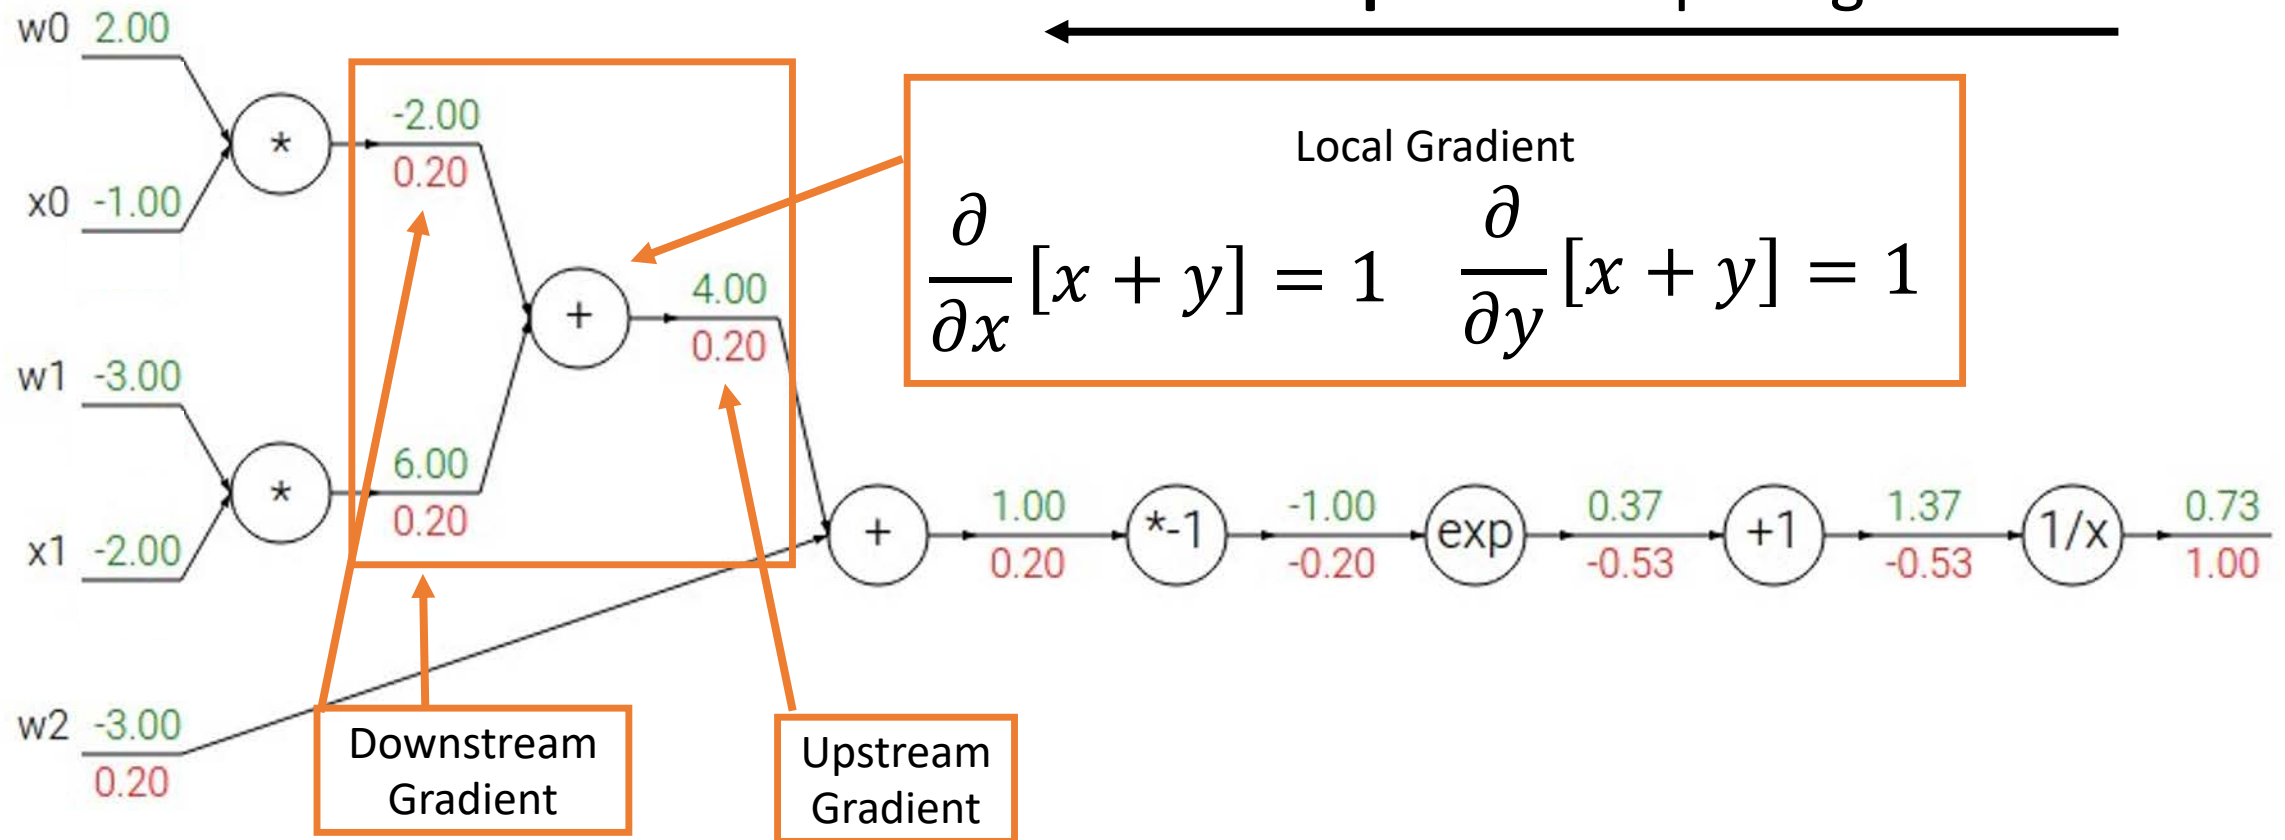 w0 2.00
x0 -1.00
*
-2.00
0.20
w1 -3.00
x1 -2.00
*
6.00
0.20
+
4.00
0.20
Local Gradient
∂/∂x [x + y] = 1 ∂/∂y [x + y] = 1
w2 -3.00
0.20
+
1.00
0.20
*-1
-1.00
-0.20
exp
0.37
-0.53
+1
1.37
-0.53
1/x
0.73
1.00
Downstream
Gradient
Upstream
Gradient